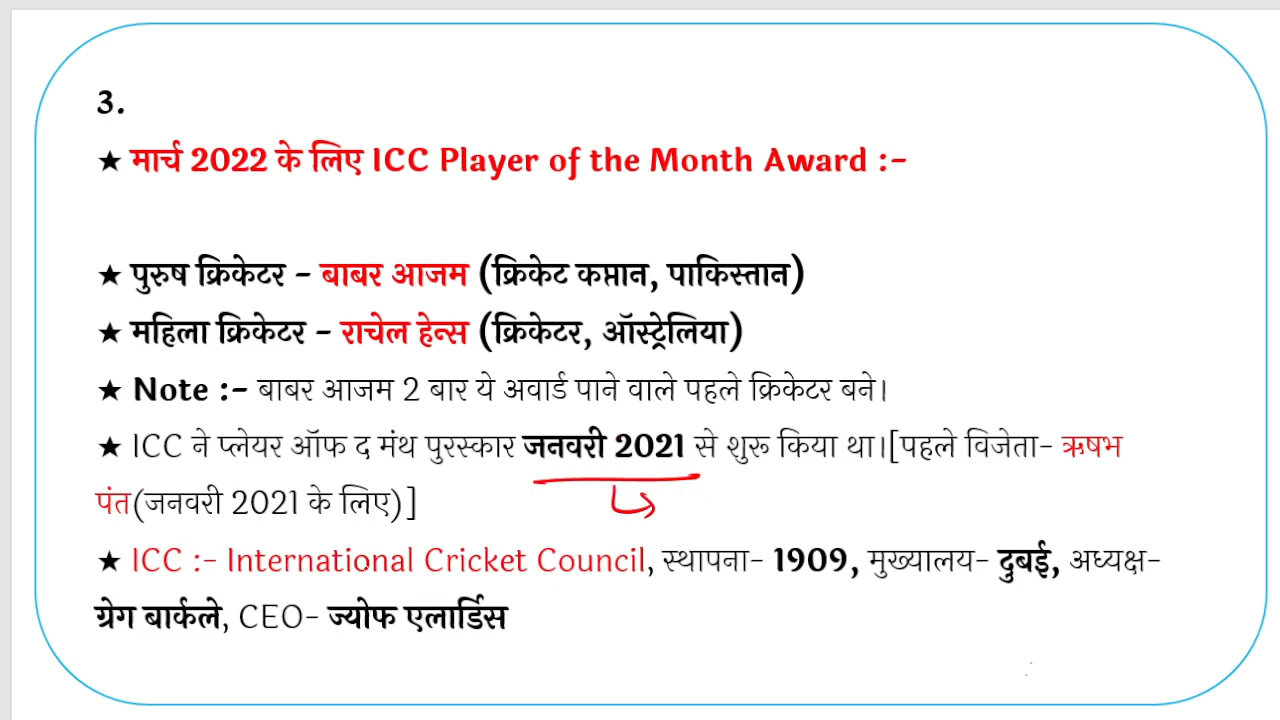 3.
★ मार्च 2022 के लिए ICC Player of the Month Award :-
★ पुरुष क्रिकेटर - बाबर आजम (क्रिकेट कप्तान, पाकिस्तान)
★ महिला क्रिकेटर - राचेल हेन्स (क्रिकेटर, ऑस्ट्रेलिया)
★ Note :- बाबर आजम 2 बार ये अवार्ड पाने वाले पहले क्रिकेटर बने।
★ ICC ने प्लेयर ऑफ द मंथ पुरस्कार जनवरी 2021 से शुरू किया था।[पहले विजेता- ऋषभ
पंत(जनवरी 2021 के लिए)]
★ ICC :- International Cricket Council, स्थापना- 1909, मुख्यालय- दुबई, अध्यक्ष-
ग्रेग बार्कले, CEO- ज्योफ एलार्डिस